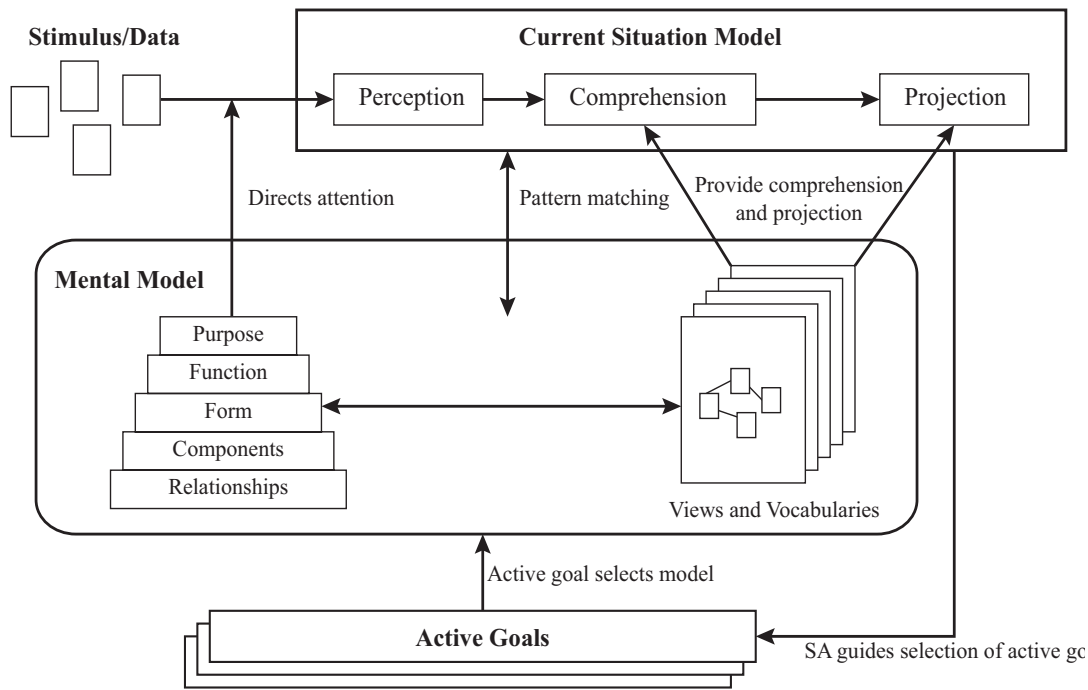 Stimulus/Data
Current Situation Model
Perception
Comprehension
Projection
Directs attention
Pattern matching
Provide comprehension
and projection
Mental Model
Purpose
Function
Form
Components
Relationships
Views and Vocabularies
Active goal selects model
Active Goals
SA guides selection of active go